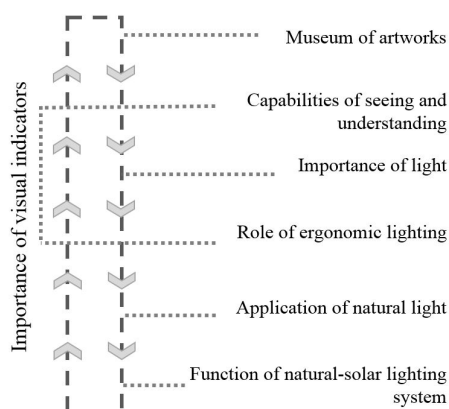 Importance of visual indicators
Museum of artworks
Capabilities of seeing and
understanding
Importance of light
Role of ergonomic lighting
Application of natural light
Function of natural-solar lighting
system